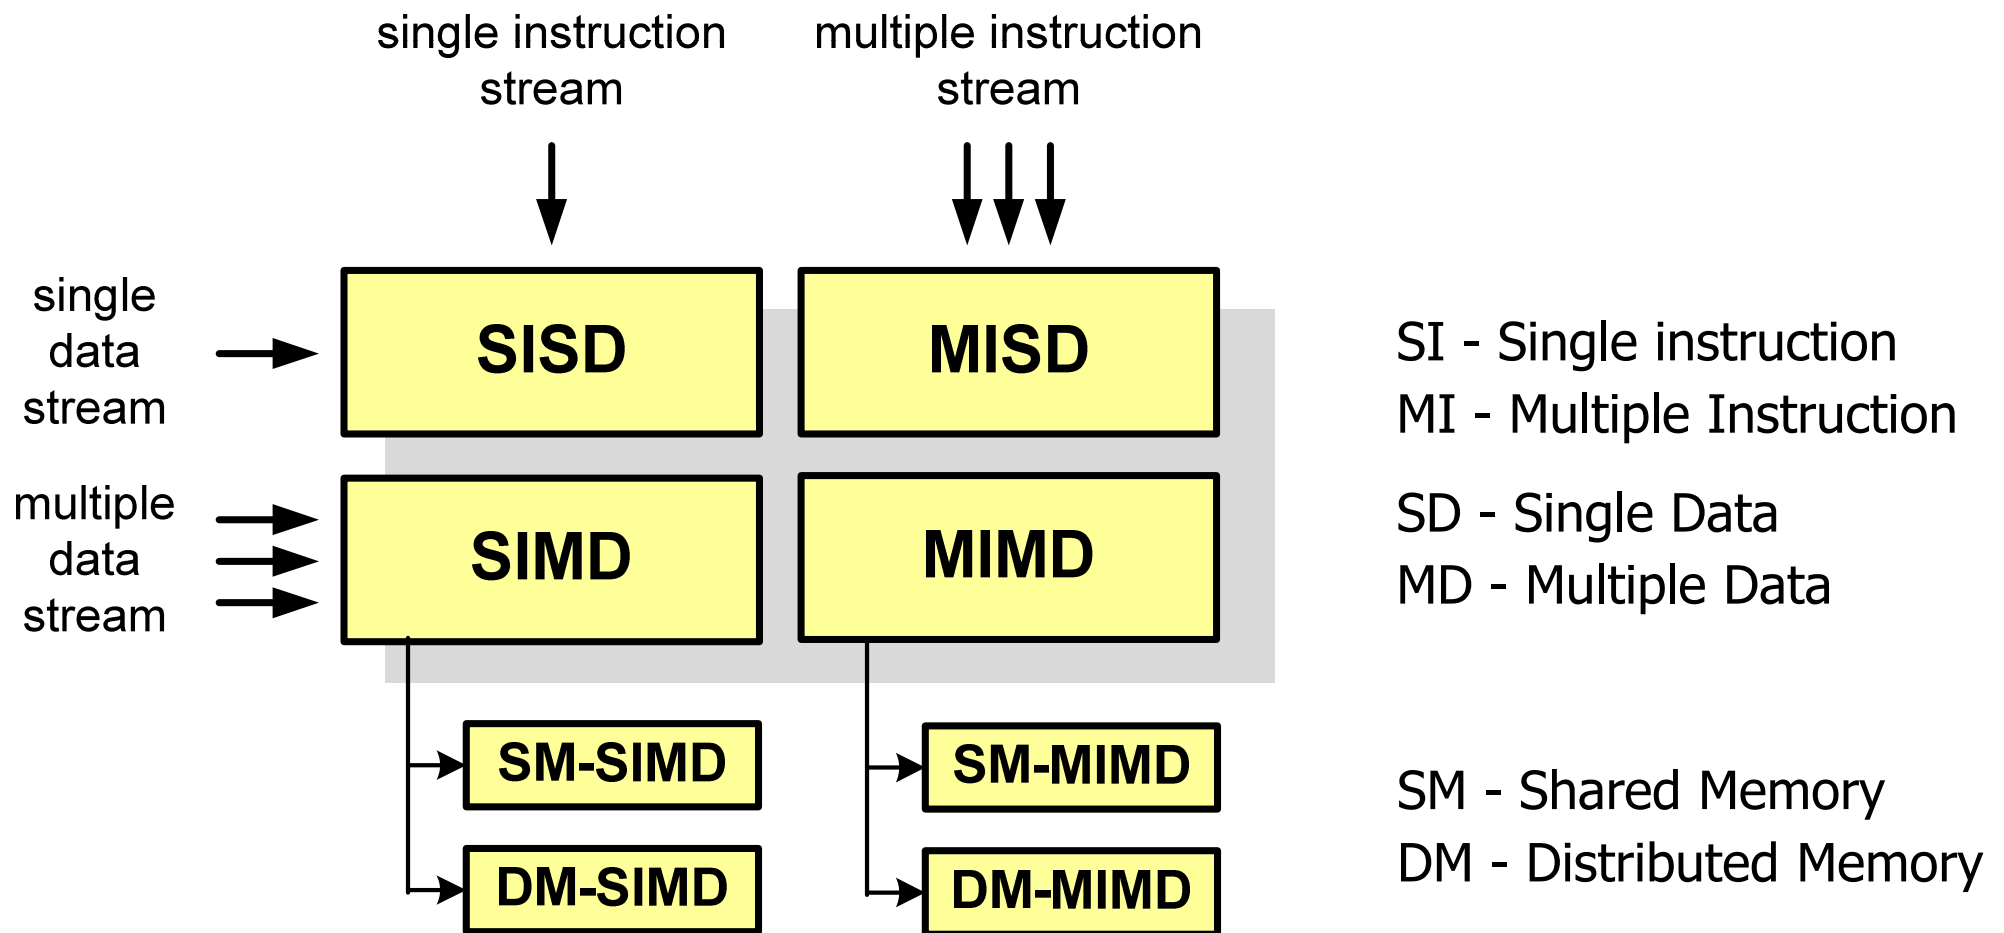 single instruction
stream
multiple instruction
stream
single
data
stream
SISD
MISD
SI - Single instruction
MI - Multiple Instruction
multiple
data
stream
SIMD
MIMD
SD - Single Data
MD - Multiple Data
SM-SIMD
SM-MIMD
SM - Shared Memory
DM-SIMD
DM-MIMD
DM - Distributed Memory